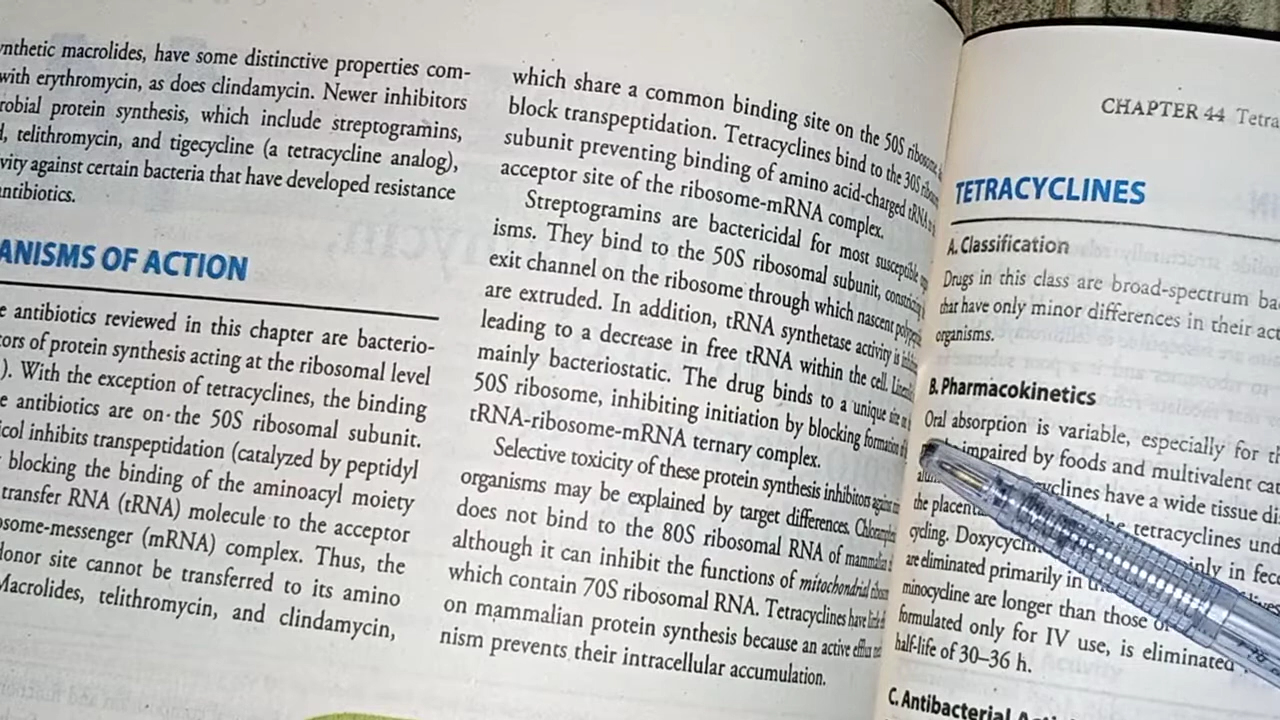 macrolides, have some distinctive properties com-
with erythromycin, as does clindamycin. Newer inhibitors
protein synthesis, which include streptogramins,
telithromycin, and tigecycline (a tetracycline analog),
against certain bacteria that have developed resistance
antibiotics.
OF ACTION
antibiotics reviewed in this chapter are bacterio-
of protein synthesis acting at the ribosomal level
). With the exception of tetracyclines, the binding
antibiotics are on the 50S ribosomal subunit.
inhibits transpeptidation (catalyzed by peptidyl
blocking the binding of the aminoacyl moiety
transfer RNA (tRNA) molecule to the acceptor
(mRNA) complex. Thus, the
site cannot be transferred to its amino
Macrolides, telithromycin, and clindamycin,
which share a common binding site on the 50S
block transpeptidation. Tetracyclines bind to the 30S
subunit preventing binding of amino acid-charged tRNA
acceptor site of the ribosome-mRNA complex.
Streptogramins are bactericidal for most susceptible
isms. They bind to the 50S ribosomal subunit,
exit channel on the ribosome through which nascent
are extruded. In addition, tRNA synthetase activity is
leading to a decrease in free tRNA within the cell.
mainly bacteriostatic. The drug binds to a unique site
50S ribosome, inhibiting initiation by blocking formation
tRNA-ribosome-mRNA ternary complex.
Selective toxicity of these protein synthesis inhibitors against
organisms may be explained by target differences.
does not bind to the 80S ribosomal RNA of
although it can inhibit the functions of mitochondrial
which contain 70S ribosomal RNA. Tetracyclines have
on mammalian protein synthesis because an active efflux
nism prevents their intracellular accumulation.
CHAPTER 44
TETRACYCLINES
A. Classification
Drugs in this class are broad-spectrum
that have only minor differences in their
organisms.
B. Pharmacokinetics
Oral absorption is variable, especially for
impaired by foods and multivalent
have a wide tissue
the
tetracyclines
cycling. in
are eliminated primarily in
minocycline are longer than those
formulated only for IV use, is eliminated
half-life of 30–36 h.
C. Antibacterial